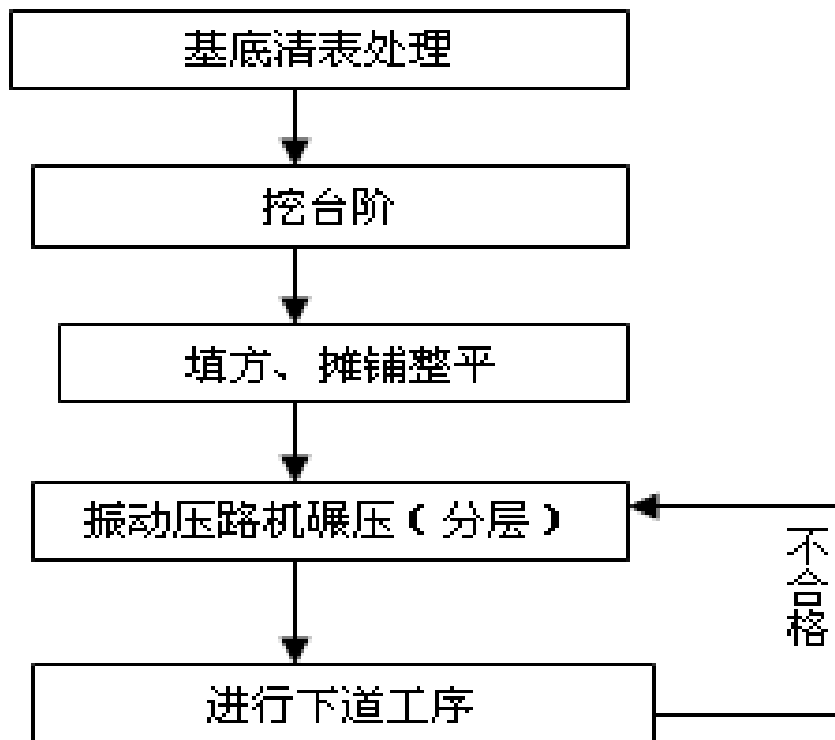 基底清表处理
挖台阶
填方、摊铺整平
振动压路机碾压（分层）
不合格
进行下道工序